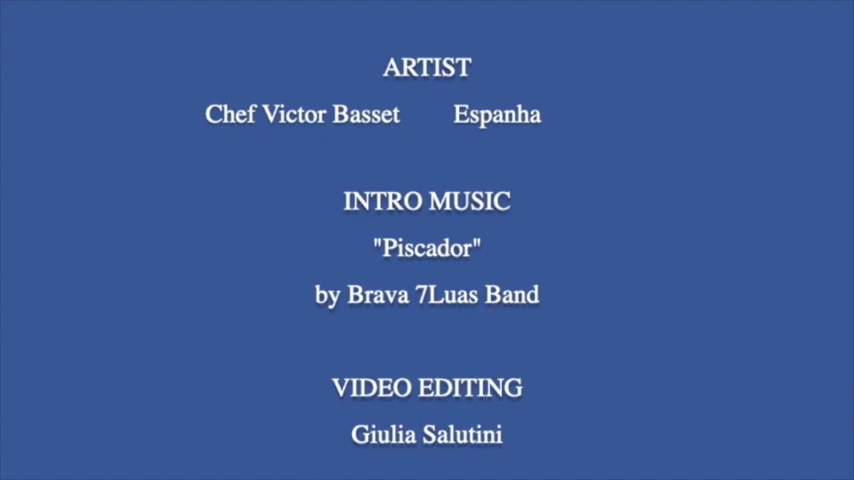 ARTIST
Chef Victor Basset Espanha
INTRO MUSIC
"Piscador"
by Brava 7Luas Band
VIDEO EDITING
Giulia Salutini